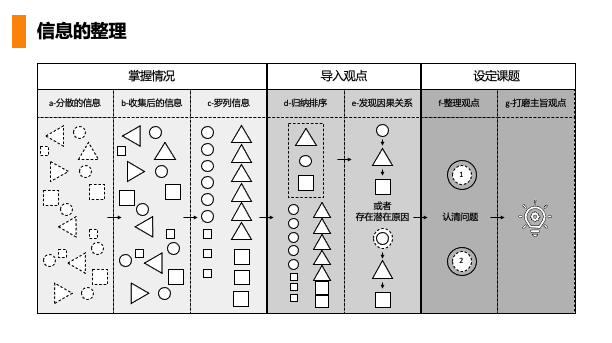 信息的整理
掌握情况
导入观点
设定课题
a-分散的信息
b-收集后的信息
c-罗列信息
d-归纳排序
e-发现因果关系
f-整理观点
g-打磨主旨观点
或者
存在潜在原因
1
认清问题
2